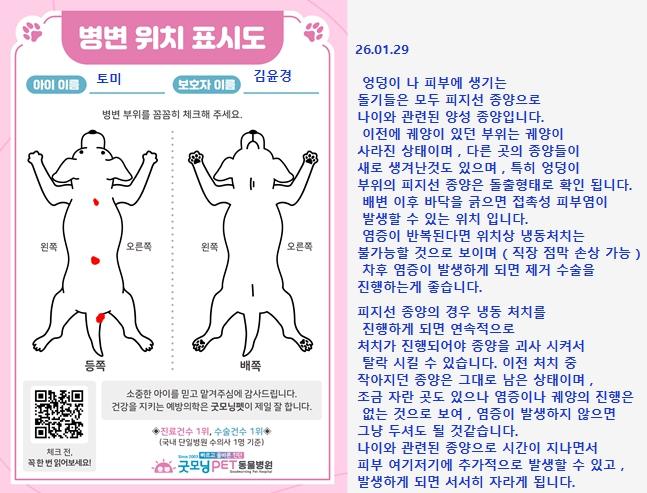 병변 위치 표시도
아이 이름 토미 보호자 이름 김윤경
병변 부위를 꼼꼼히 체크해 주세요.
왼쪽 오른쪽 왼쪽 오른쪽
등쪽 배쪽
체크 전,
꼭 한 번 읽어보세요!
소중한 아이를 믿고 맡겨주심에 감사드립니다.
건강을 지키는 예방의학은 굿모닝펫이 제일 잘 합니다.
◈진료건수 1위, 수술건수 1위◈
(국내 단일병원 수의사 1명 기준)
Since 2003 빠르고 올바른 진단
굿모닝PET동물병원
Goodmorning Pet Hospital
26.01.29
엉덩이 나 피부에 생기는
돌기들은 모두 피지선 종양으로
나이와 관련된 양성 종양입니다.
이전에 궤양이 있던 부위는 궤양이
사라진 상태이며 , 다른 곳의 종양들이
새로 생겨난것도 있으며 , 특히 엉덩이
부위의 피지선 종양은 돌출형태로 확인 됩니다.
배변 이후 바닥을 긁으면 접촉성 피부염이
발생할 수 있는 위치 입니다.
염증이 반복된다면 위치상 냉동처치는
불가능할 것으로 보이며 ( 직장 점막 손상 가능 )
차후 염증이 발생하게 되면 제거 수술을
진행하는게 좋습니다.
피지선 종양의 경우 냉동 처치를
진행하게 되면 연속적으로
처치가 진행되어야 종양을 괴사 시켜서
탈락 시킬 수 있습니다. 이전 처치 중
작아지던 종양은 그대로 남은 상태이며 ,
조금 자란 곳도 있으나 염증이나 궤양의 진행은
없는 것으로 보여 , 염증이 발생하지 않으면
그냥 두셔도 될 것같습니다.
나이와 관련된 종양으로 시간이 지나면서
피부 여기저기에 추가적으로 발생할 수 있고 ,
발생하게 되면 서서히 자라게 됩니다.